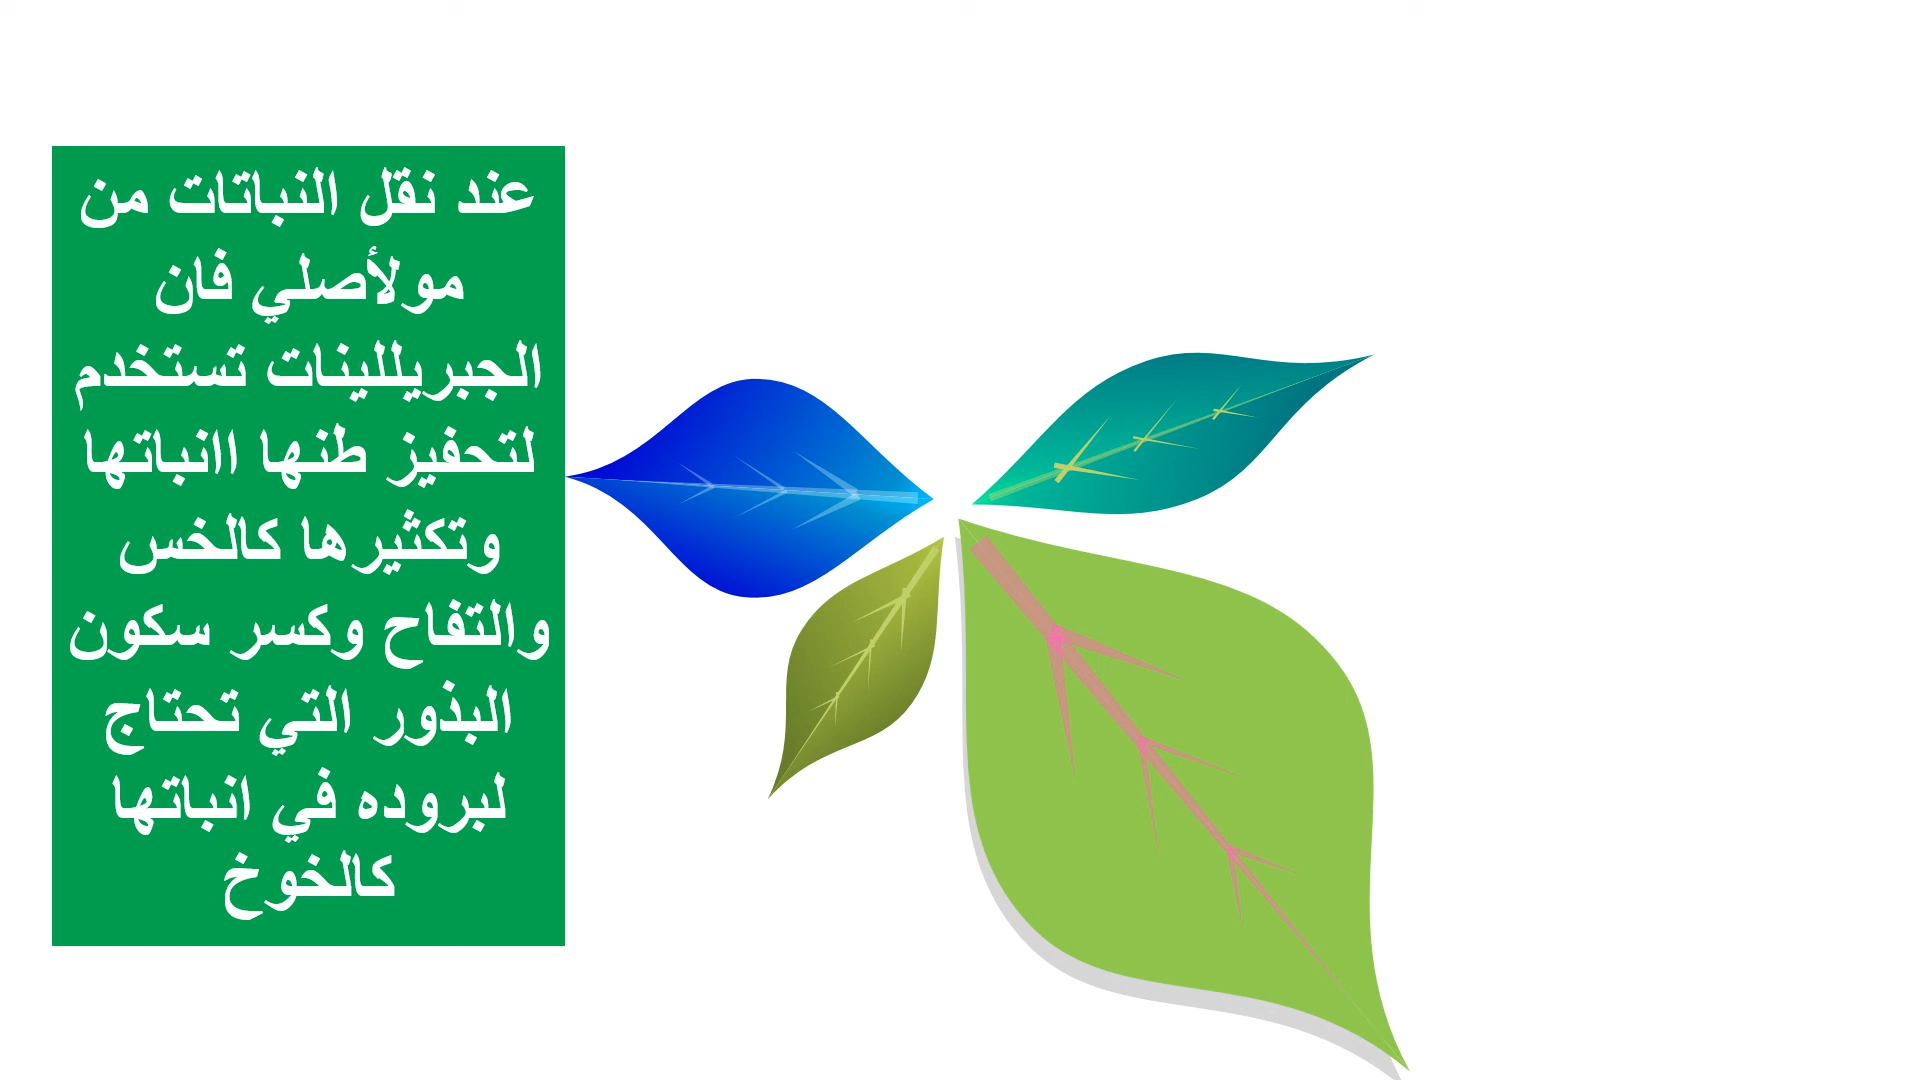 عند نقل النباتات من
مولأصلي فان
الجبريللينات تستخدم
لتحفيز طنها اانباتها
وتكثيرها كالخس
والتفاح وكسر سكون
البذور التي تحتاج
لبروده في انباتها
كالخوخ